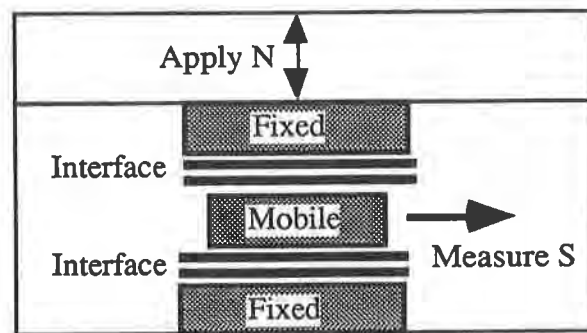 Apply N
Fixed
Interface
Mobile
Measure S
Interface
Fixed